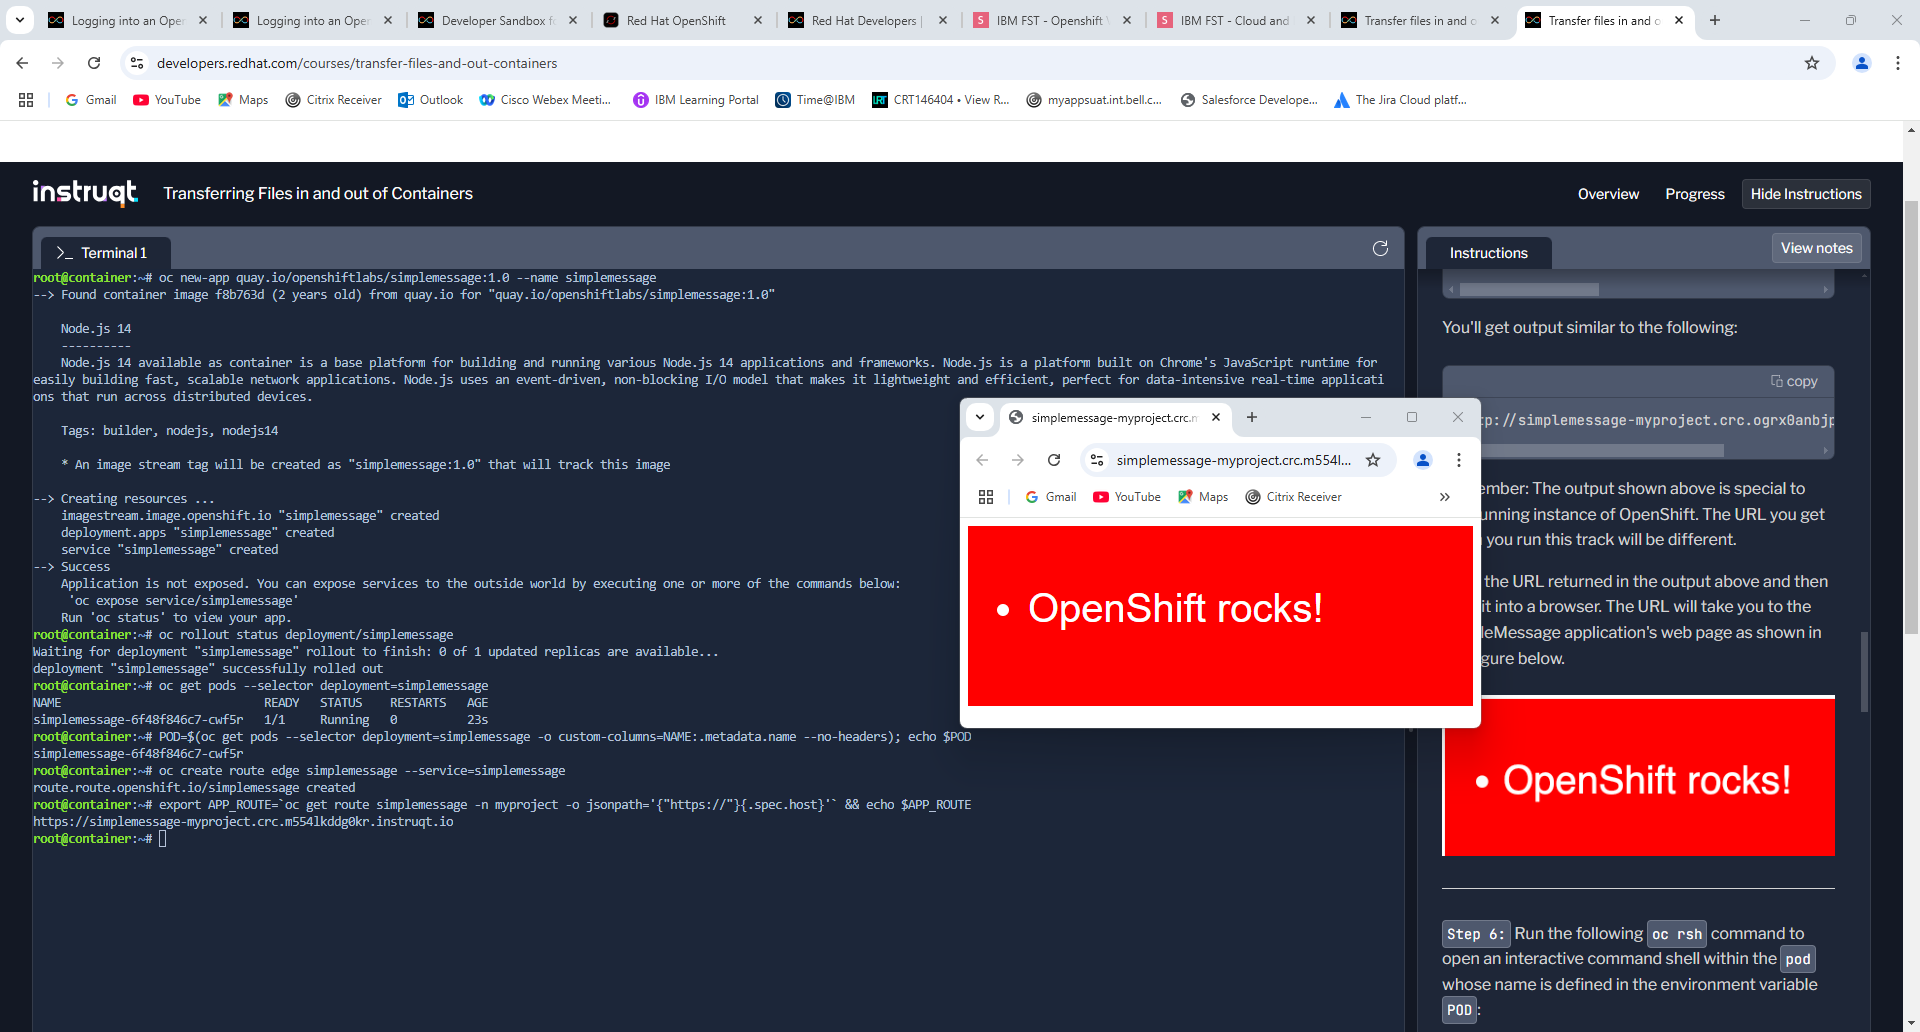 Logging into an Oper
Logging into an Oper
Developer Sandbox fo
Red Hat OpenShift
Red Hat Developers |
IBM FST - Openshift \
IBM FST - Cloud and
Transfer files in and o
Transfer files in and o
developers.redhat.com/courses/transfer-files-and-out-containers
Gmail
YouTube
Maps
Citrix Receiver
Outlook
Cisco Webex Meeti...
IBM Learning Portal
Time@IBM
CRT146404 • View R...
myappsuat.int.bell.c...
Salesforce Develope...
The Jira Cloud platf...
instruqt
Transferring Files in and out of Containers
Overview
Progress
Hide Instructions
>_ Terminal 1
root@container:~# oc new-app quay.io/openshiftlabs/simplemessage:1.0 --name simplemessage
--> Found container image f8b763d (2 years old) from quay.io for "quay.io/openshiftlabs/simplemessage:1.0"
Node.js 14
----------
Node.js 14 available as container is a base platform for building and running various Node.js 14 applications and frameworks. Node.js is a platform built on Chrome's JavaScript runtime for
easily building fast, scalable network applications. Node.js uses an event-driven, non-blocking I/O model that makes it lightweight and efficient, perfect for data-intensive real-time applicati
ons that run across distributed devices.
Tags: builder, nodejs, nodejs14
* An image stream tag will be created as "simplemessage:1.0" that will track this image
--> Creating resources ...
imagestream.image.openshift.io "simplemessage" created
deployment.apps "simplemessage" created
service "simplemessage" created
--> Success
Application is not exposed. You can expose services to the outside world by executing one or more of the commands below:
'oc expose service/simplemessage'
Run 'oc status' to view your app.
root@container:~# oc rollout status deployment/simplemessage
Waiting for deployment "simplemessage" rollout to finish: 0 of 1 updated replicas are available...
deployment "simplemessage" successfully rolled out
root@container:~# oc get pods --selector deployment=simplemessage
NAME READY STATUS RESTARTS AGE
simplemessage-6f48f846c7-cwf5r 1/1 Running 0 23s
root@container:~# POD=$(oc get pods --selector deployment=simplemessage -o custom-columns=NAME:.metadata.name --no-headers); echo $POD
simplemessage-6f48f846c7-cwf5r
root@container:~# oc create route edge simplemessage --service=simplemessage
route.route.openshift.io/simplemessage created
root@container:~# export APP_ROUTE=`oc get route simplemessage -n myproject -o jsonpath='{"https://"}{.spec.host}'` && echo $APP_ROUTE
https://simplemessage-myproject.crc.m554lkddg0kr.instruqt.io
root@container:~#
simplemessage-myproject.crc.m
simplemessage-myproject.crc.m554l...
Gmail
YouTube
Maps
Citrix Receiver
»
• OpenShift rocks!
Instructions
View notes
You'll get output similar to the following:
copy
tp://simplemessage-myproject.crc.ogrx0anbjp
ember: The output shown above is special to
unning instance of OpenShift. The URL you get
you run this track will be different.
the URL returned in the output above and then
it into a browser. The URL will take you to the
leMessage application's web page as shown in
gure below.
• OpenShift rocks!
Step 6: Run the following oc rsh command to
open an interactive command shell within the pod
whose name is defined in the environment variable
POD: